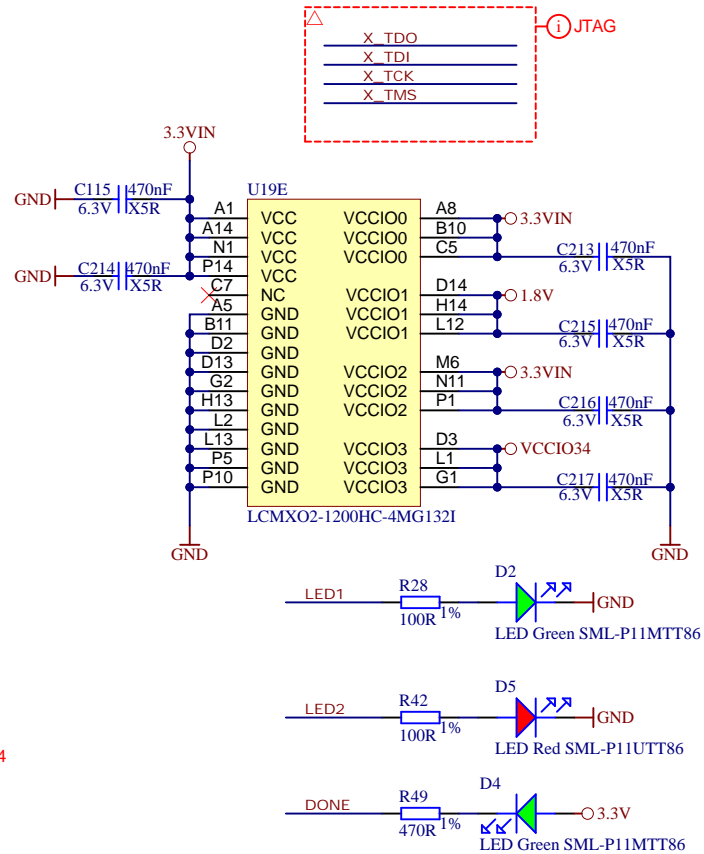 X_TDO
X_TDI
X_TCK
X_TMS
i JTAG
3.3VIN
GND C115 470nF
6.3V X5R
GND C214 470nF
6.3V X5R
U19E
A1 VCC VCCIO0 A8 3.3VIN
A14 VCC VCCIO0 B10
N1 VCC VCCIO0 C5 C213 470nF
P14 VCC 6.3V X5R
C7 NC VCCIO1 D14 1.8V
A5 GND VCCIO1 H14
B11 GND VCCIO1 L12 C215 470nF
6.3V X5R
D2 GND
D13 GND VCCIO2 M6 3.3VIN
G2 GND VCCIO2 N11
H13 GND VCCIO2 P1 C216 470nF
6.3V X5R
L2 GND
L13 GND VCCIO3 D3 VCCIO34
P5 GND VCCIO3 L1
P10 GND VCCIO3 G1 C217 470nF
6.3V X5R
LCMXO2-1200HC-4MG132I
GND GND
LED1 R28 D2 GND
100R 1%
LED Green SML-P11MTT86
LED2 R42 D5 GND
100R 1%
LED Red SML-P11UTT86
4
DONE R49 D4 3.3V
470R 1%
LED Green SML-P11MTT86